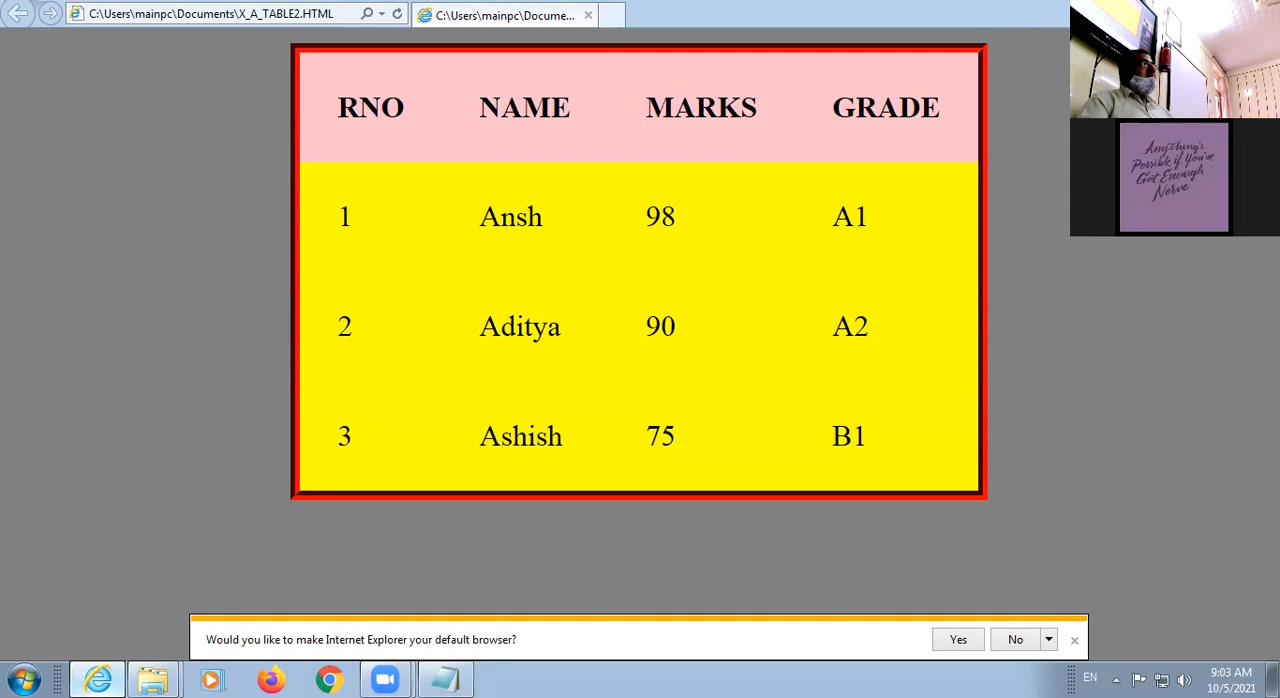 C:\Users\mainpc\Documents\X_A_TABLE2.HTML
C:\Users\mainpc\Docume...
RNO NAME MARKS GRADE
1 Ansh 98 A1
2 Aditya 90 A2
3 Ashish 75 B1
Anything's
Possible if You've
Got Enough
Nerve
Would you like to make Internet Explorer your default browser?
Yes
No
EN
9:03 AM
10/5/2021